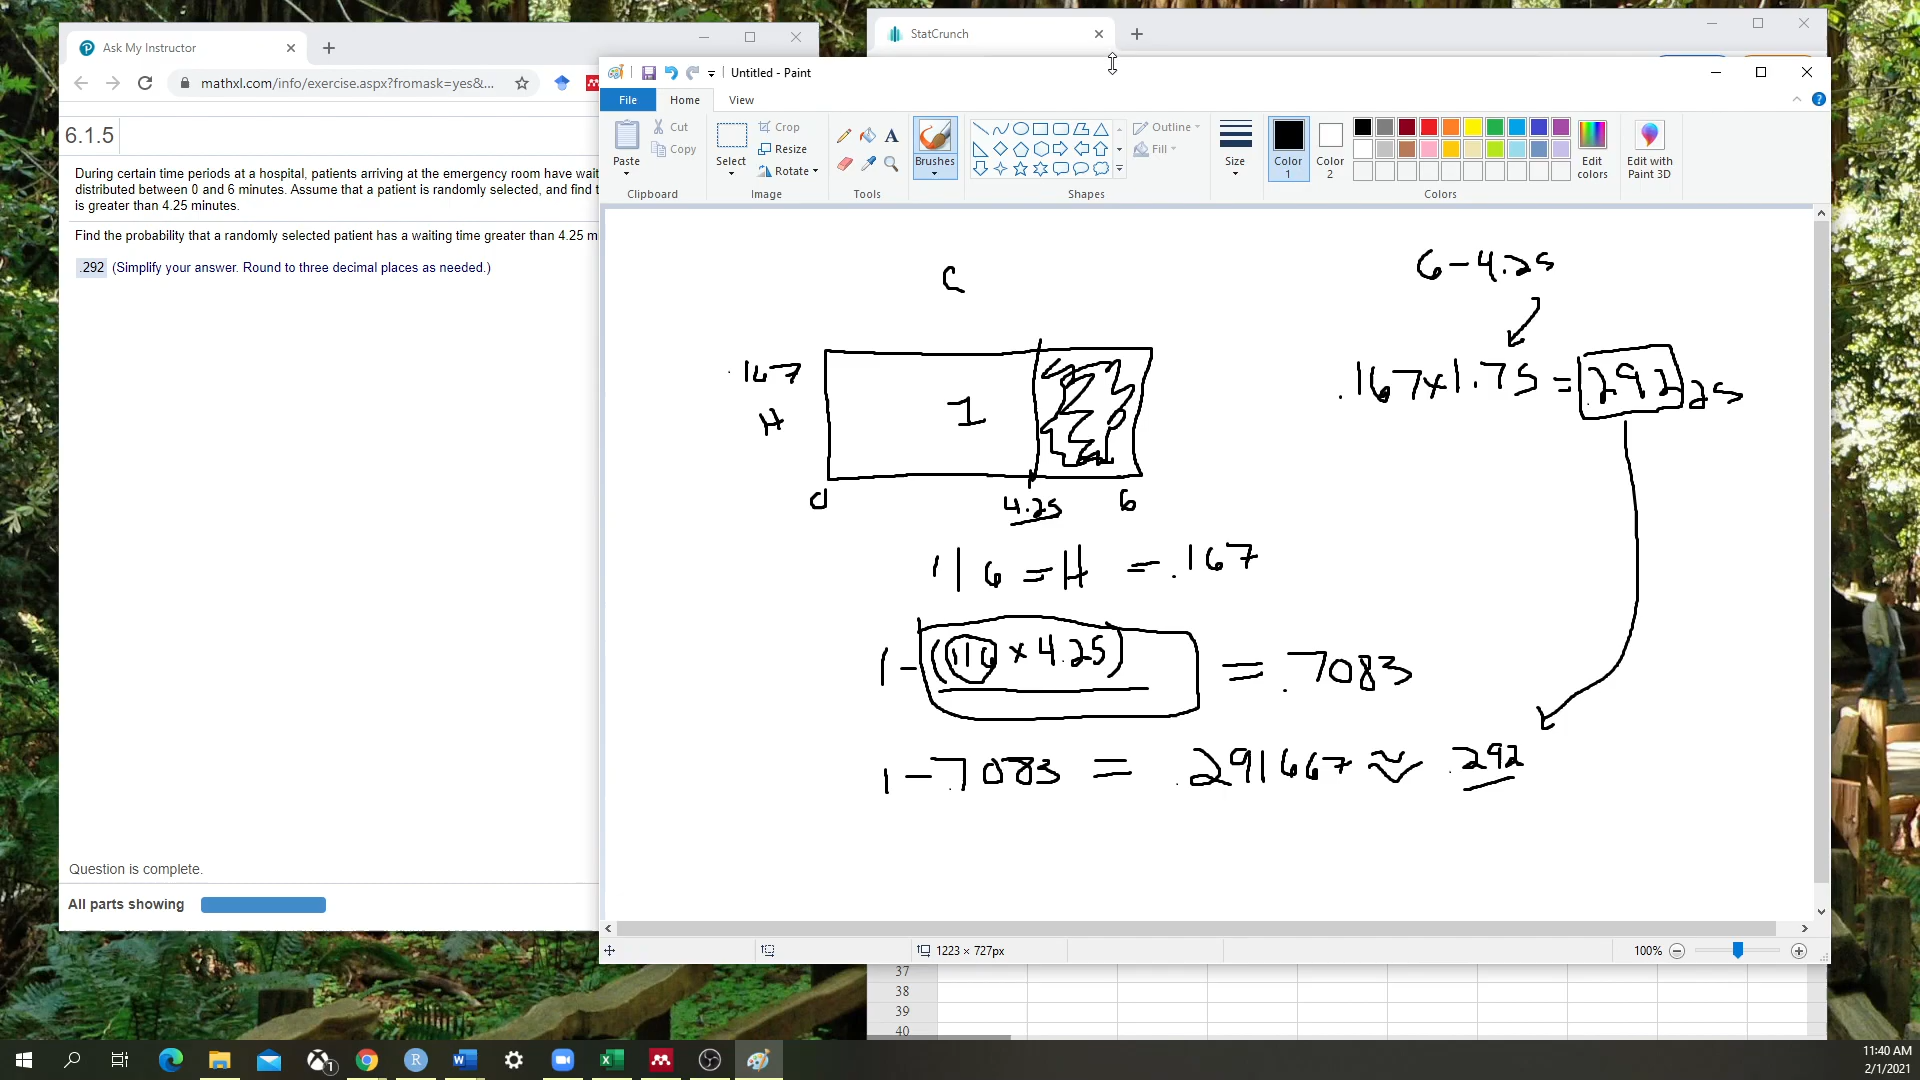 Ask My Instructor
StatCrunch
mathxl.com/info/exercise.aspx?fromask=yes&...
Untitled - Paint
File
Home
View
Paste
Cut
Copy
Clipboard
Select
Crop
Resize
Rotate
Image
Tools
Brushes
Shapes
Outline
Fill
Size
Color 1
Color 2
Edit colors
Edit with Paint 3D
Colors
6.1.5
During certain time periods at a hospital, patients arriving at the emergency room have wait
distributed between 0 and 6 minutes. Assume that a patient is randomly selected, and find t
is greater than 4.25 minutes.
Find the probability that a randomly selected patient has a waiting time greater than 4.25 m
.292 (Simplify your answer. Round to three decimal places as needed.)
6-4.25
.167
H
1
.167x1.75 = .29225
0
4.25
6
1/6 = H = .167
1-(1/6 x 4.25) = .7083
1-.7083 = .291667 ≈ .292
Question is complete.
All parts showing
1223 × 727px
100%
37
38
39
40
11:40 AM
2/1/2021